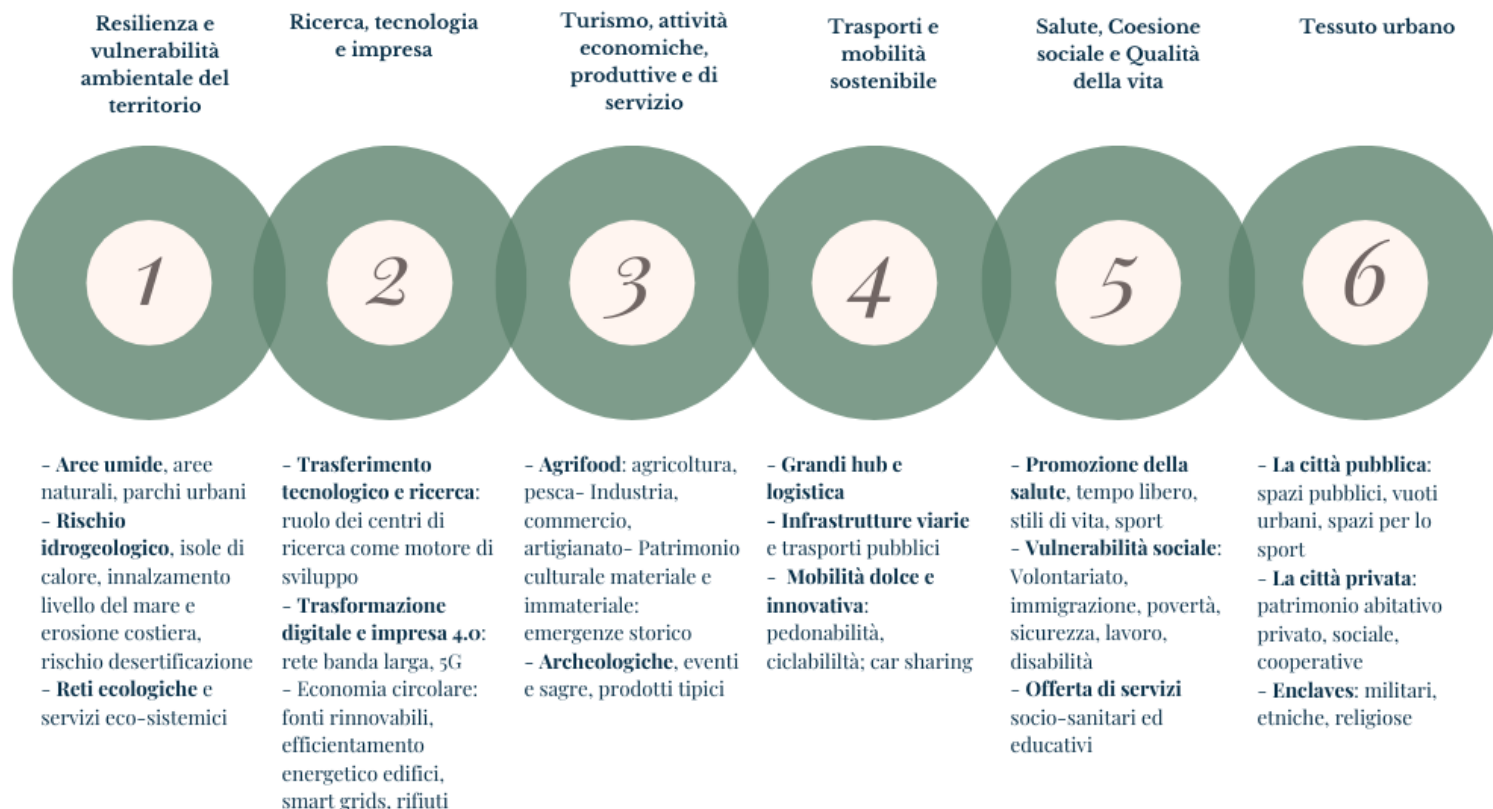 Resilienza e
vulnerabilità
ambientale del
territorio
Ricerca, tecnologia
e impresa
Turismo, attività
economiche,
produttive e di
servizio
Trasporti e
mobilità
sostenibile
Salute, Coesione
sociale e Qualità
della vita
Tessuto urbano
1
2
3
4
5
6
- Aree umide, aree
naturali, parchi urbani
- Rischio
idrogeologico, isole di
calore, innalzamento
livello del mare e
erosione costiera,
rischio desertificazione
- Reti ecologiche e
servizi eco-sistemici
- Trasferimento
tecnologico e ricerca:
ruolo dei centri di
ricerca come motore di
sviluppo
- Trasformazione
digitale e impresa 4.0:
rete banda larga, 5G
- Economia circolare:
fonti rinnovabili,
efficientamento
energetico edifici,
smart grids, rifiuti
- Agrifood: agricoltura,
pesca- Industria,
commercio,
artigianato- Patrimonio
culturale materiale e
immateriale:
emergenze storico
- Archeologiche, eventi
e sagre, prodotti tipici
- Grandi hub e
logistica
- Infrastrutture viarie
e trasporti pubblici
- Mobilità dolce e
innovativa:
pedonabilità,
ciclabililtà; car sharing
- Promozione della
salute, tempo libero,
stili di vita, sport
- Vulnerabilità sociale:
Volontariato,
immigrazione, povertà,
sicurezza, lavoro,
disabilità
- Offerta di servizi
socio-sanitari ed
educativi
- La città pubblica:
spazi pubblici, vuoti
urbani, spazi per lo
sport
- La città privata:
patrimonio abitativo
privato, sociale,
cooperative
- Enclaves: militari,
etniche, religiose